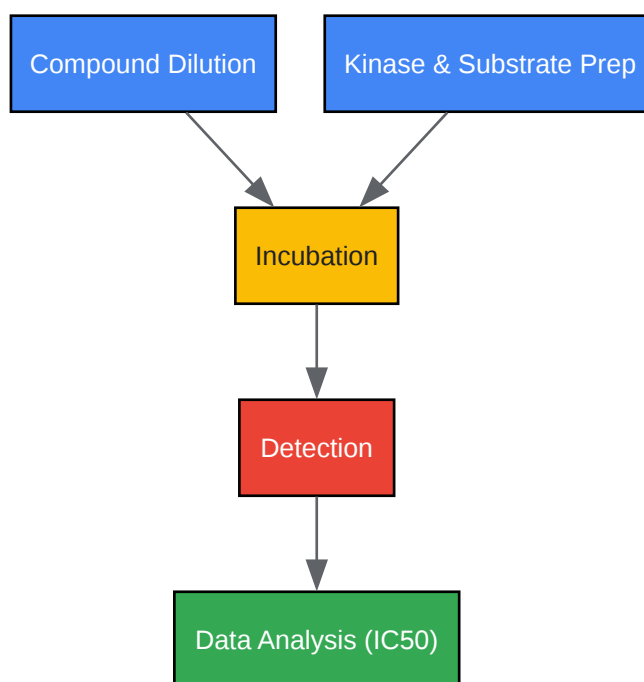 Compound Dilution
Kinase & Substrate Prep
Incubation
Detection
Data Analysis (IC50)